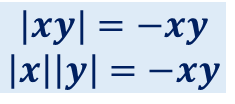 |xy| = −xy
|x||y| = −xy